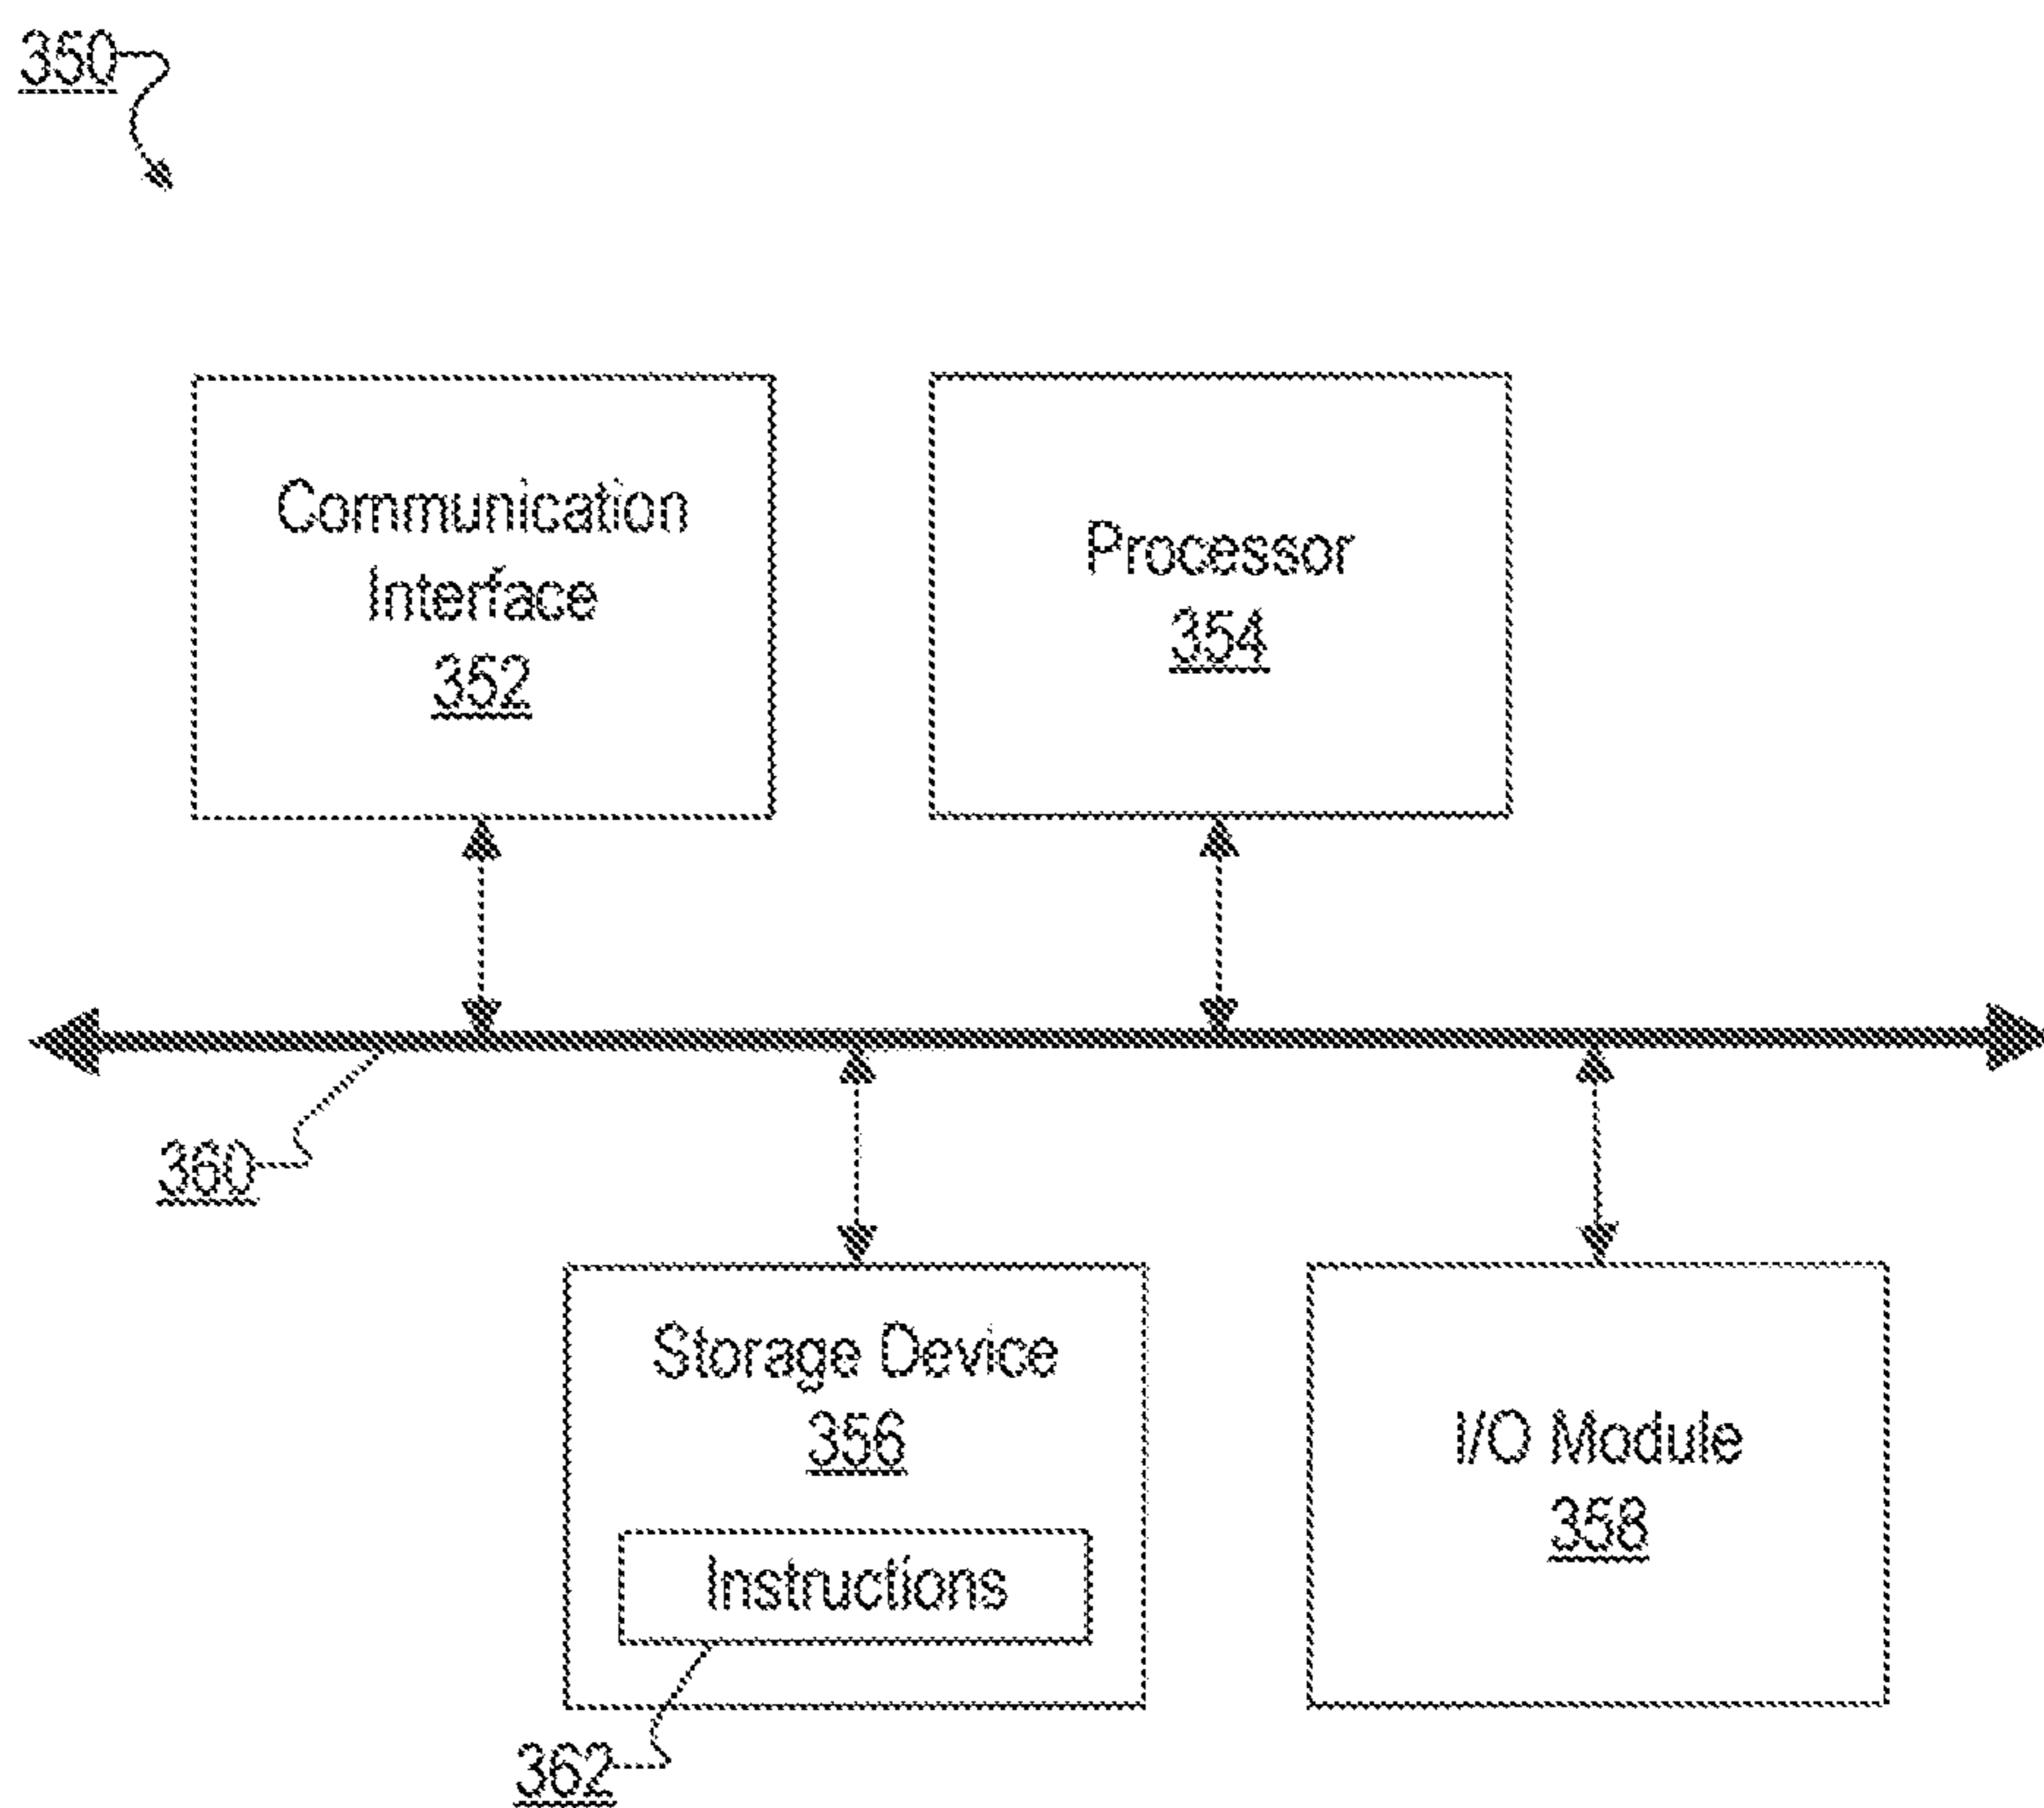 350
Communication
Interface
352
Processor
354
360
Storage Device
356
Instructions
362
I/O Module
358